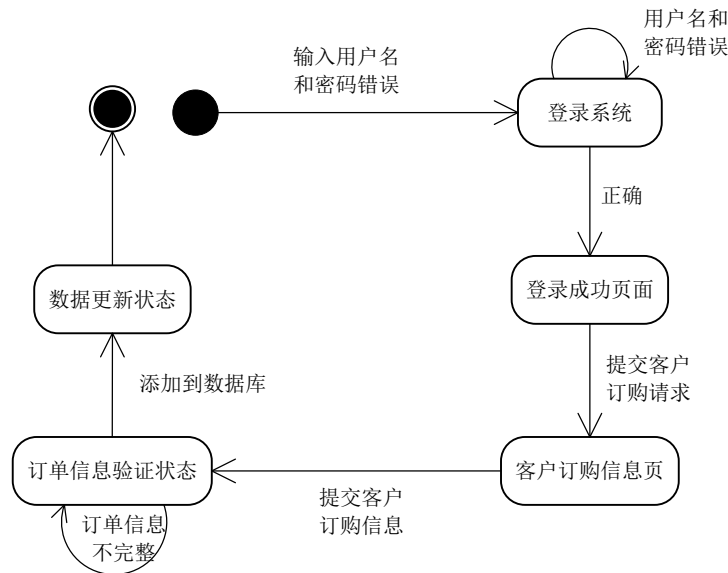 用户名和
密码错误
输入用户名
和密码错误
登录系统
正确
登录成功页面
数据更新状态
提交客户
订购请求
添加到数据库
订单信息验证状态
客户订购信息页
提交客户
订购信息
订单信息
不完整